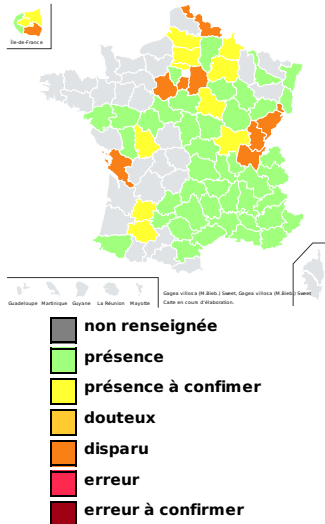 Île-de-France
Guadeloupe Martinique Guyane La Réunion Mayotte
Gagea villosa (M.Bieb.) Sweet, Gagea villosa (M.Bieb.) Sweet
Carte en cours d'élaboration.
non renseignée
présence
présence à confimer
douteux
disparu
erreur
erreur à confirmer